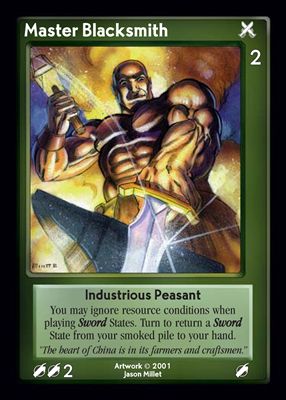 Master Blacksmith
2
Industrious Peasant
You may ignore resource conditions when
playing Sword States. Turn to return a Sword
State from your smoked pile to your hand.
"The heart of China is in its farmers and craftsmen."
2
Artwork © 2001
Jason Millet